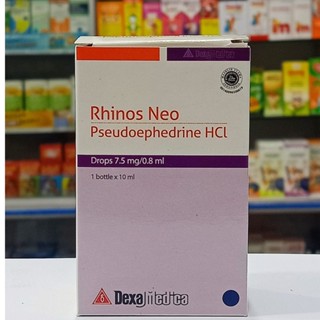 Rhinos Neo
Pseudoephedrine HCl
Drops 7.5 mg/0.8 ml
1 bottle x 10 ml
Dexa Medica